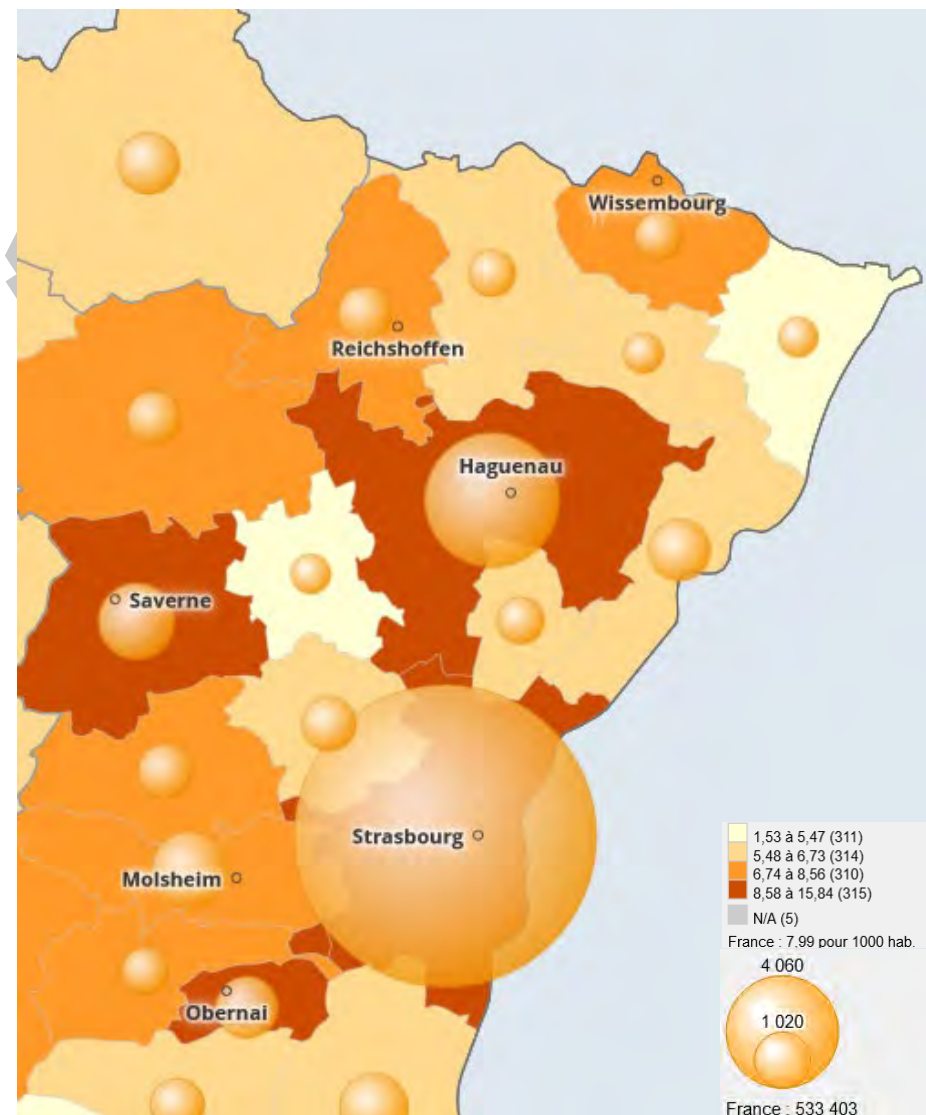 Wissembourg
Reichshoffen
Haguenau
Saverne
Strasbourg
Molsheim
Obernai
1,53 à 5,47 (311)
5,48 à 6,73 (314)
6,74 à 8,56 (310)
8,58 à 15,84 (315)
N/A (5)
France : 7,99 pour 1000 hab.
4 060
1 020
France : 533 403